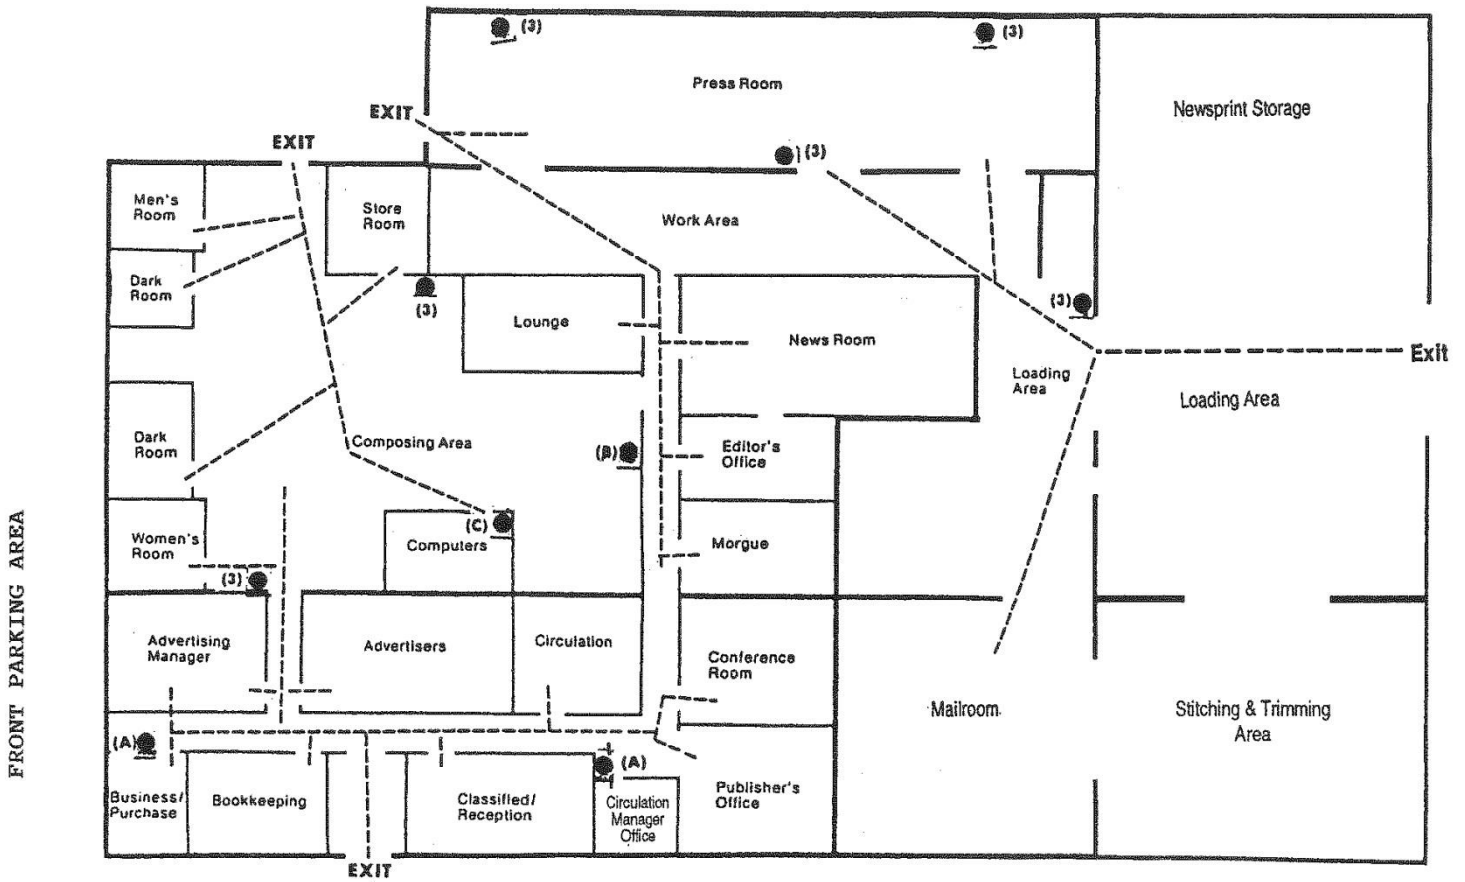 (3)
(3)
Press Room
Newsprint Storage
EXIT
EXIT
(3)
Men's
Room
Store
Room
Work Area
Dark
Room
(3)
(3)
Lounge
News Room
Exit
Loading
Area
Loading Area
Dark
Room
Composing Area
(B)
Editor's
Office
(C)
Women's
Room
Computers
Morgue
(3)
FRONT PARKING AREA
Advertising
Manager
Advertisers
Circulation
Conference
Room
Mailroom
Stitching & Trimming
Area
(A)
(A)
Business/
Purchase
Bookkeeping
Classified/
Reception
Circulation
Manager
Office
Publisher's
Office
EXIT